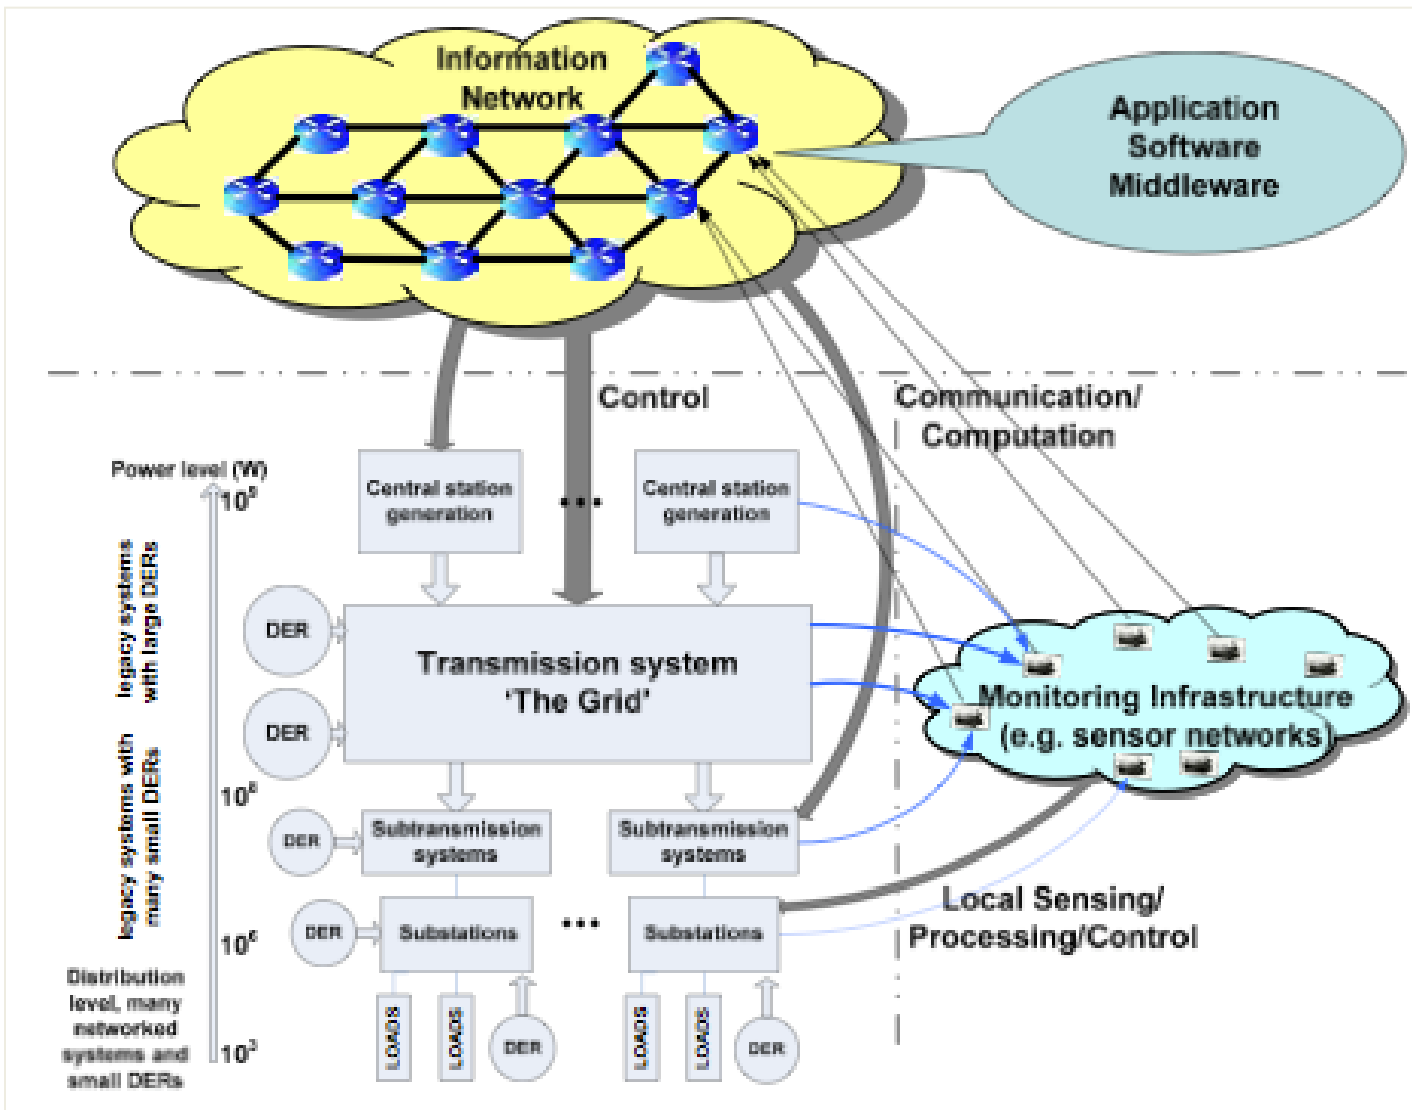 Information
Network
Application
Software
Middleware
Control
Communication/
Computation
Power level (W)
10⁹
Central station
generation
...
Central station
generation
legacy systems
with large DERs
DER
Transmission system
'The Grid'
DER
Monitoring Infrastructure
(e.g. sensor networks)
legacy systems with
many small DERs
DER
Subtransmission
systems
Subtransmission
systems
DER
Substations
...
Substations
Local Sensing/
Processing/Control
Distribution
level, many
networked
systems and
small DERs
LOADS
LOADS
DER
LOADS
LOADS
DER